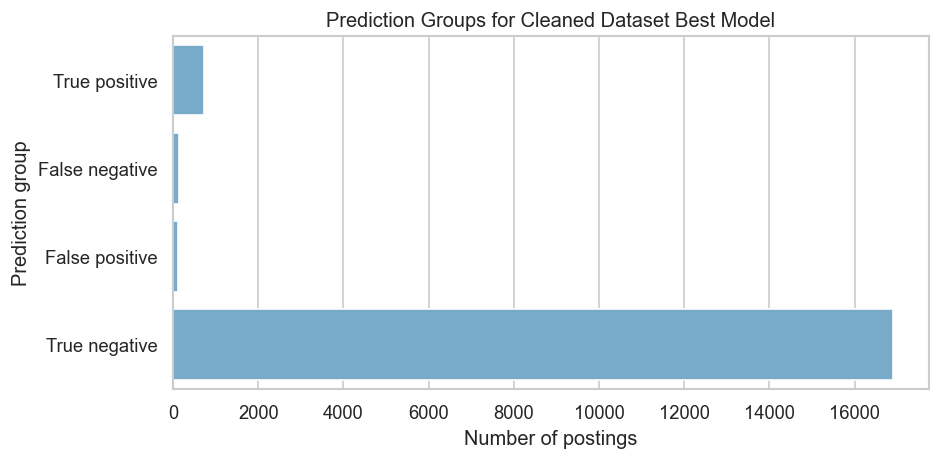 Prediction Groups for Cleaned Dataset Best Model
Prediction group
True positive
False negative
False positive
True negative
0 2000 4000 6000 8000 10000 12000 14000 16000
Number of postings